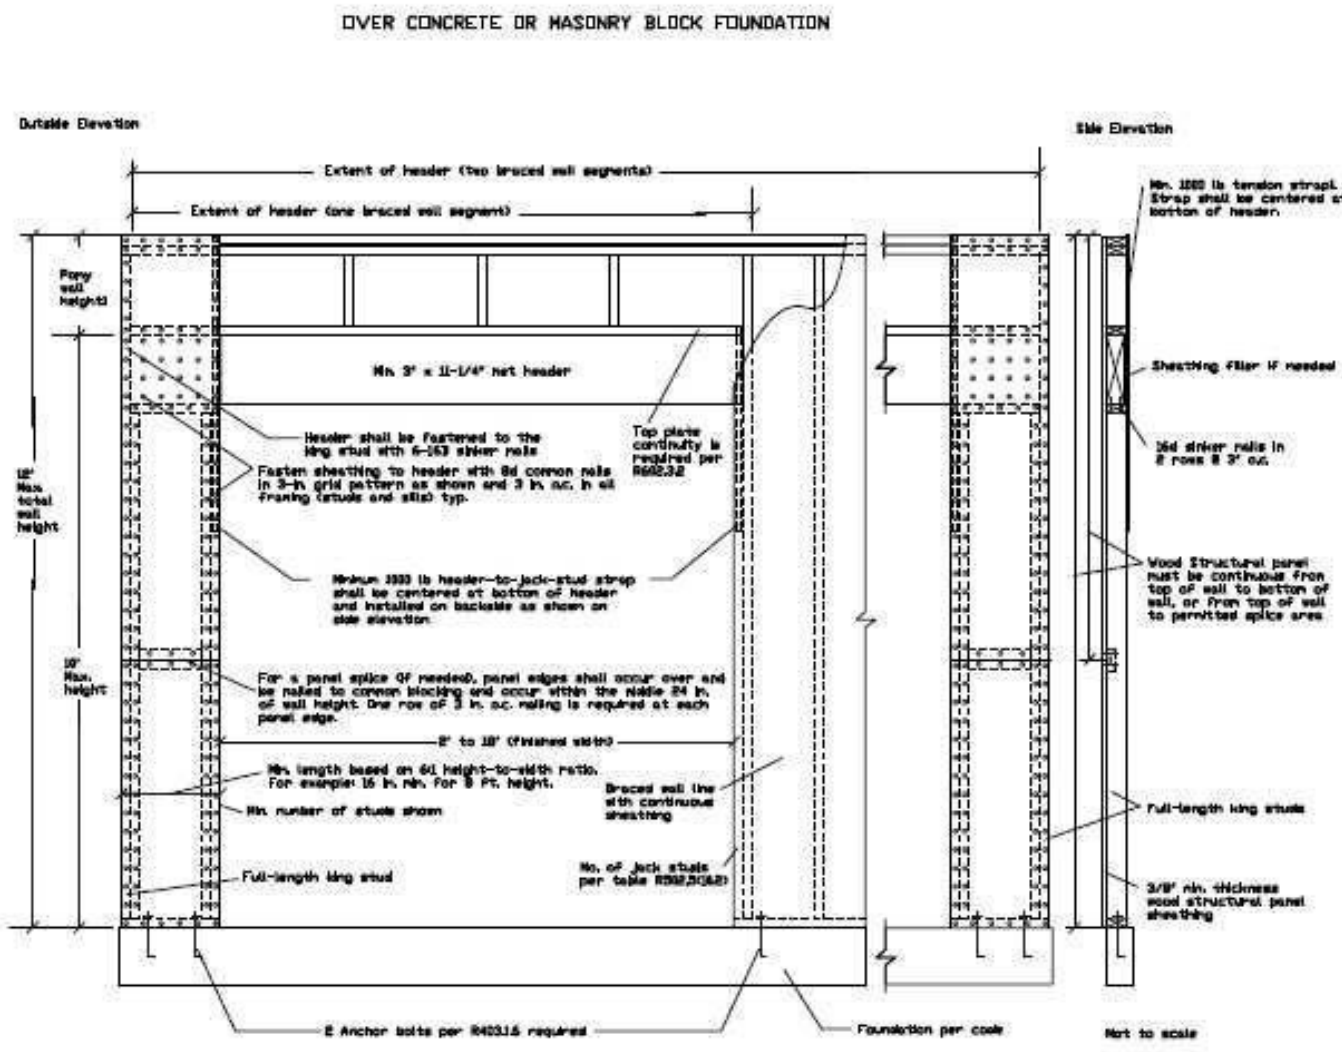 OVER CONCRETE OR MASONRY BLOCK FOUNDATION
Outside Elevation
Side Elevation
Extent of header (two braced wall segments)
Extent of header (one braced wall segment)
Min. 1000 lb tension strap.
Strap shall be centered at
bottom of header.
Pony
wall
height
Min. 3" x 11-1/4" net header
Sheathing filler if needed
Header shall be fastened to the
king stud with 6-16D sinker nails
Top plate
continuity is
required per
R602.3.2
16d sinker nails in
2 rows @ 3" o.c.
Fasten sheathing to header with 8d common nails
in 3-in. grid pattern as shown and 3 in. o.c. in all
framing (studs and sills) typ.
12'
Max.
total
wall
height
Minimum 1000 lb header-to-jack-stud strap
shall be centered at bottom of header
and installed on backside as shown on
side elevation
Wood Structural panel
must be continuous from
top of wall to bottom of
wall, or from top of wall
to permitted splice area
10'
Max.
height
For a panel splice (if needed), panel edges shall occur over and
be nailed to common blocking and occur within the middle 24 in.
of wall height. One row of 3 in. o.c. nailing is required at each
panel edge.
2' to 18' (finished width)
Min. length based on 6:1 height-to-width ratio.
For example: 16 in. min. for 8 ft. height.
Braced wall line
with continuous
sheathing
Min. number of studs shown
Full-length king studs
No. of jack studs
per table
Full-length king stud
3/8" min. thickness
wood structural panel
sheathing
2 Anchor bolts per R403.1.6 required
Foundation per code
Not to scale